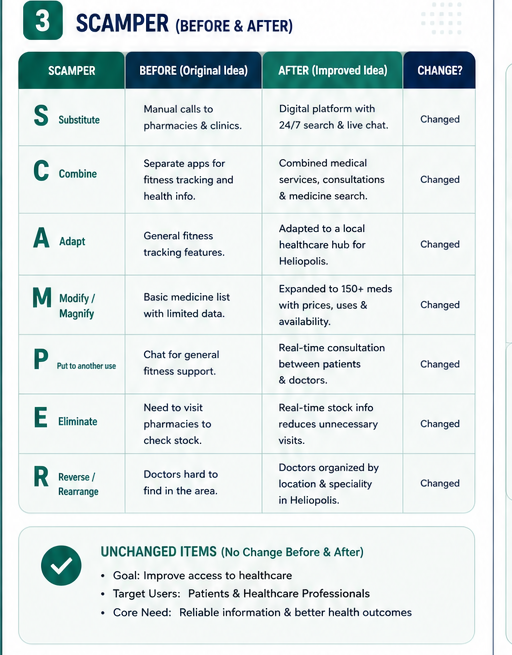 3 SCAMPER (BEFORE & AFTER)
SCAMPER BEFORE (Original Idea) AFTER (Improved Idea) CHANGE?
S Substitute
Manual calls to
pharmacies & clinics.
Digital platform with
24/7 search & live chat.
Changed
C Combine
Separate apps for
fitness tracking and
health info.
Combined medical
services, consultations
& medicine search.
Changed
A Adapt
General fitness
tracking features.
Adapted to a local
healthcare hub for
Heliopolis.
Changed
M Modify /
Magnify
Basic medicine list
with limited data.
Expanded to 150+ meds
with prices, uses &
availability.
Changed
P Put to another use
Chat for general
fitness support.
Real-time consultation
between patients
& doctors.
Changed
E Eliminate
Need to visit
pharmacies to
check stock.
Real-time stock info
reduces unnecessary
visits.
Changed
R Reverse /
Rearrange
Doctors hard to
find in the area.
Doctors organized by
location & speciality
in Heliopolis.
Changed
UNCHANGED ITEMS (No Change Before & After)
• Goal: Improve access to healthcare
• Target Users: Patients & Healthcare Professionals
• Core Need: Reliable information & better health outcomes